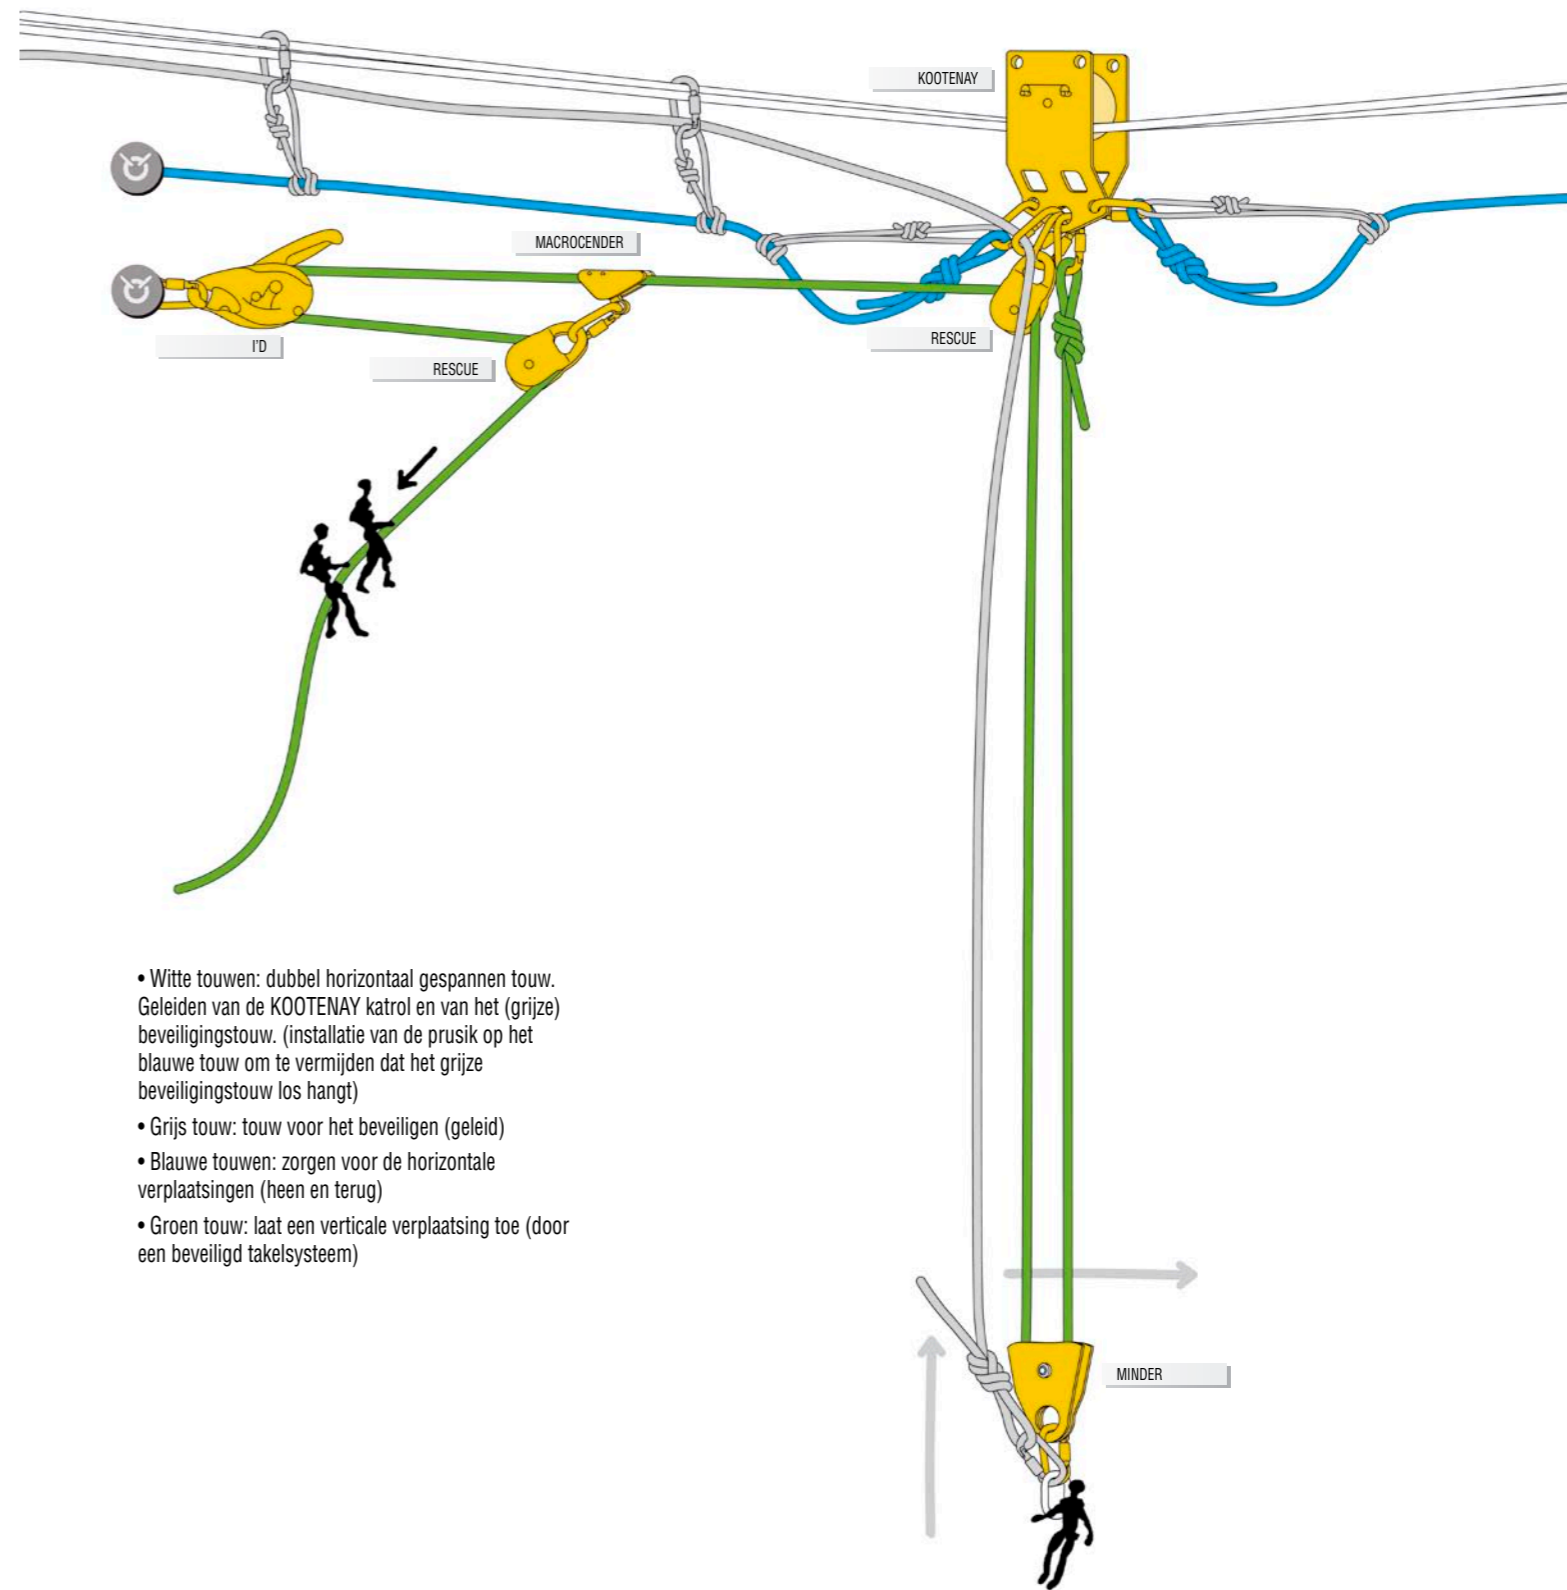 KOOTENAY
MACROCENDER
I'D
RESCUE
RESCUE
• Witte touwen: dubbel horizontaal gespannen touw.
Geleiden van de KOOTENAY katrol en van het (grijze)
beveiligingstouw. (installatie van de prusik op het
blauwe touw om te vermijden dat het grijze
beveiligingstouw los hangt)
• Grijs touw: touw voor het beveiligen (geleid)
• Blauwe touwen: zorgen voor de horizontale
verplaatsingen (heen en terug)
• Groen touw: laat een verticale verplaatsing toe (door
een beveiligd takelsysteem)
MINDER